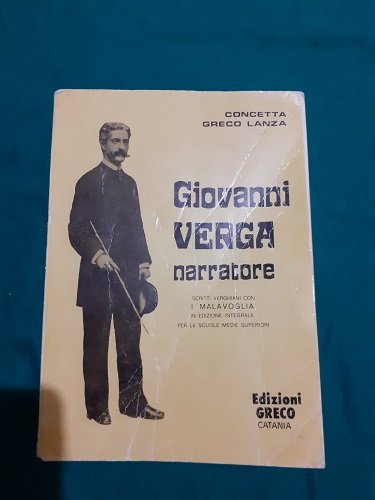 CONCETTA
GRECO LANZA
Giovanni
VERGA
narratore
SCRITTI VERGHIANI CON
I MALAVOGLIA
IN EDIZIONE INTEGRALE
PER LE SCUOLE MEDIE SUPERIORI
Edizioni
GRECO
CATANIA